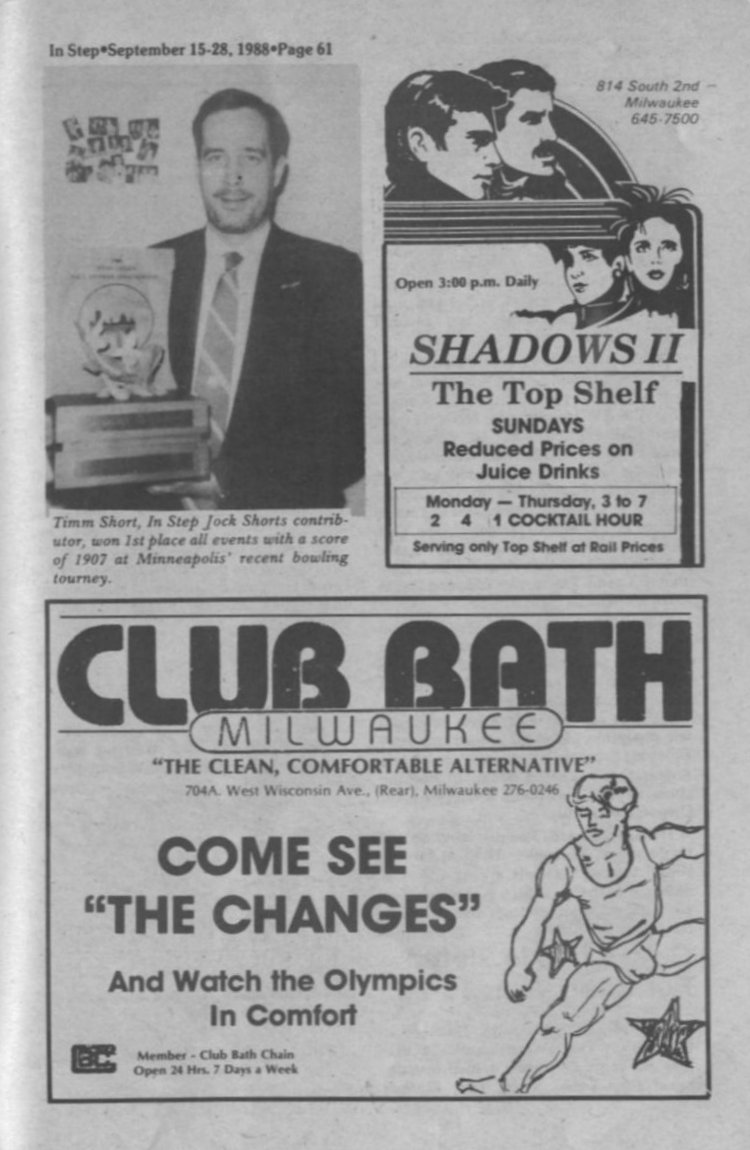 In Step•September 15-28, 1988•Page 61
Timm Short, In Step Jock Shorts contrib-
utor, won 1st place all events with a score
of 1907 at Minneapolis' recent bowling
tourney.
814 South 2nd –
Milwaukee
645-7500
Open 3:00 p.m. Daily
SHADOWS II
The Top Shelf
SUNDAYS
Reduced Prices on
Juice Drinks
Monday — Thursday, 3 to 7
2 4 1 COCKTAIL HOUR
Serving only Top Shelf at Rail Prices
CLUB BATH
MILWAUKEE
"THE CLEAN, COMFORTABLE ALTERNATIVE"
704A. West Wisconsin Ave., (Rear), Milwaukee 276-0246
COME SEE
"THE CHANGES"
And Watch the Olympics
In Comfort
CBC
Member - Club Bath Chain
Open 24 Hrs. 7 Days a Week